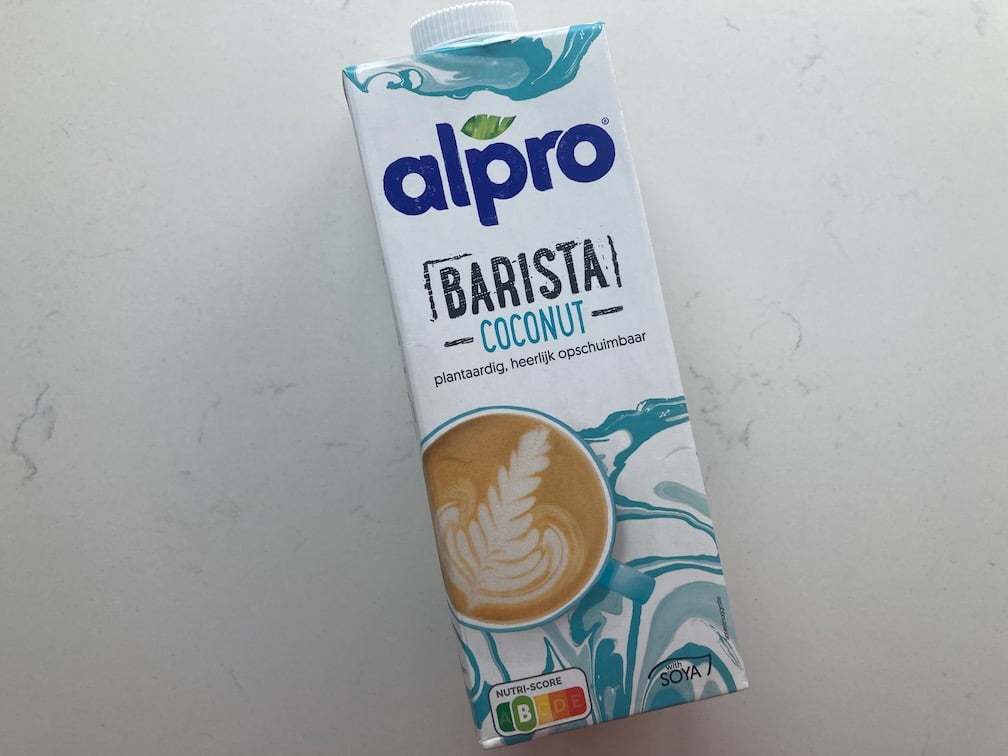 alpro®
BARISTA
COCONUT
plantaardig, heerlijk opschuimbaar
with
SOYA
NUTRI-SCORE
A B C D E